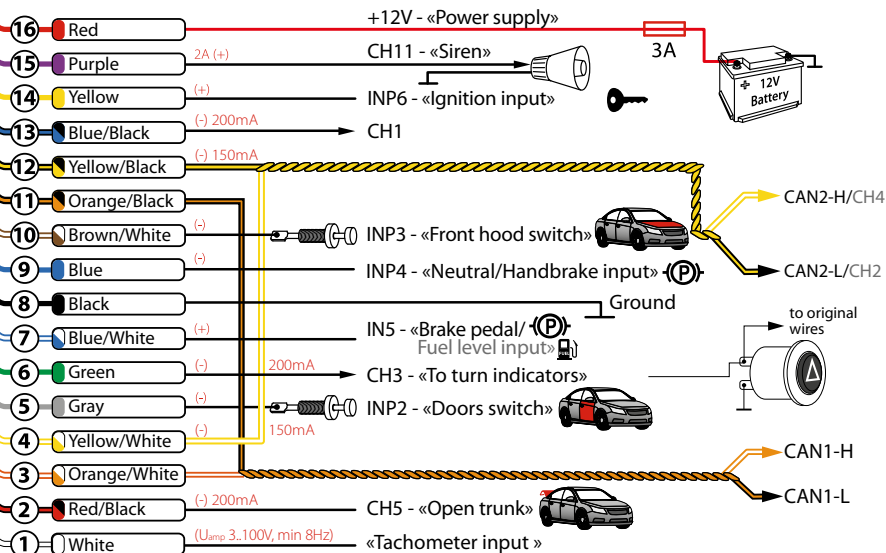 16 Red +12V - «Power supply»
3A
15 Purple 2A (+) CH11 - «Siren»
+ 12V
Battery
14 Yellow (+) INP6 - «Ignition input»
13 Blue/Black (-) 200mA CH1
12 Yellow/Black (-) 150mA
11 Orange/Black
CAN2-H/CH4
10 Brown/White (-) INP3 - «Front hood switch»
9 Blue (-) INP4 - «Neutral/Handbrake input» (P)
CAN2-L/CH2
8 Black Ground
to original
wires
7 Blue/White (+) IN5 - «Brake pedal/ (P)
Fuel level input»
6 Green (-) 200mA CH3 - «To turn indicators»
5 Gray (-) INP2 - «Doors switch»
4 Yellow/White (-) 150mA
CAN1-H
3 Orange/White
CAN1-L
2 Red/Black (-) 200mA CH5 - «Open trunk»
1 White (Uamp 3..100V, min 8Hz) «Tachometer input »